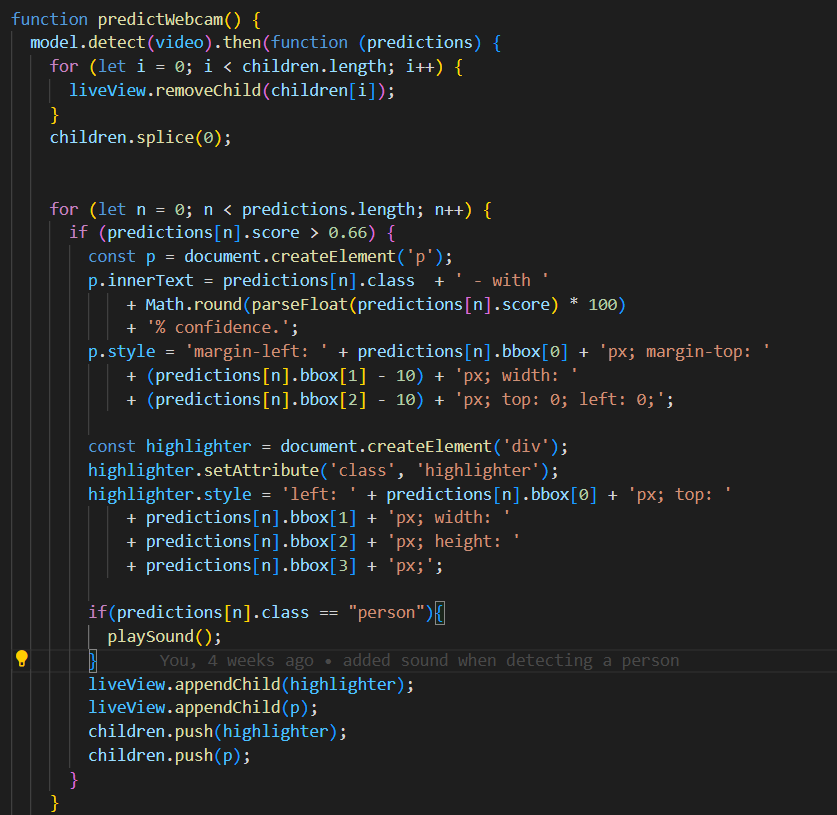 function predictWebcam() {
model.detect(video).then(function (predictions) {
for (let i = 0; i < children.length; i++) {
liveView.removeChild(children[i]);
}
children.splice(0);
for (let n = 0; n < predictions.length; n++) {
if (predictions[n].score > 0.66) {
const p = document.createElement('p');
p.innerText = predictions[n].class  + ' - with '
+ Math.round(parseFloat(predictions[n].score) * 100)
+ '% confidence.';
p.style = 'margin-left: ' + predictions[n].bbox[0] + 'px; margin-top: '
+ (predictions[n].bbox[1] - 10) + 'px; width: '
+ (predictions[n].bbox[2] - 10) + 'px; top: 0; left: 0;';
const highlighter = document.createElement('div');
highlighter.setAttribute('class', 'highlighter');
highlighter.style = 'left: ' + predictions[n].bbox[0] + 'px; top: '
+ predictions[n].bbox[1] + 'px; width: '
+ predictions[n].bbox[2] + 'px; height: '
+ predictions[n].bbox[3] + 'px;';
if(predictions[n].class == "person"){
playSound();
} You, 4 weeks ago • added sound when detecting a person
liveView.appendChild(highlighter);
liveView.appendChild(p);
children.push(highlighter);
children.push(p);
}
}